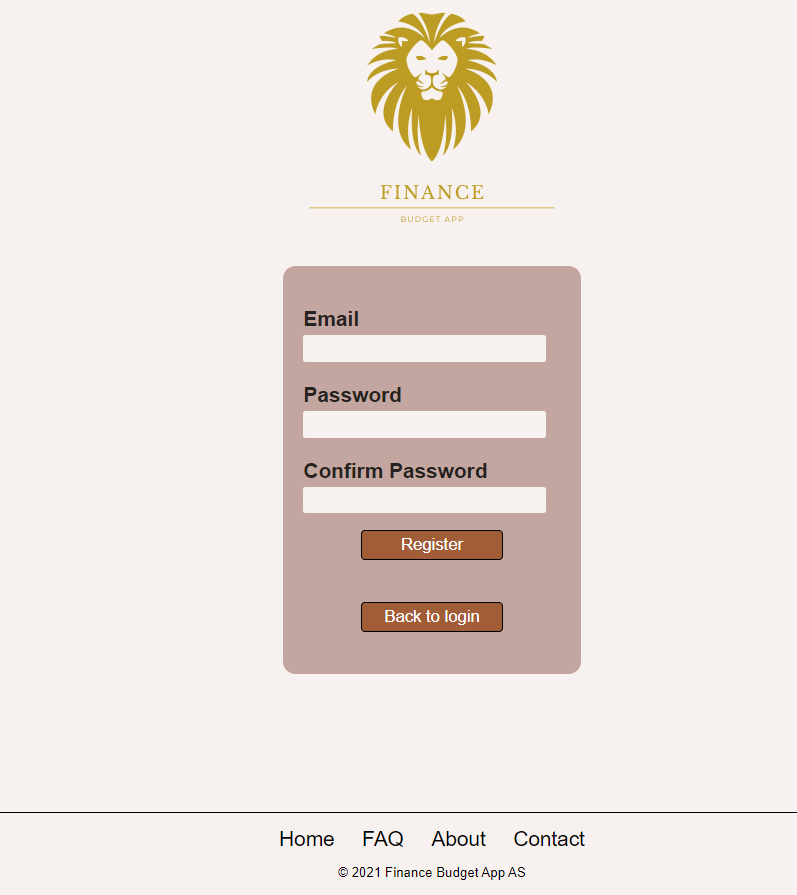 FINANCE
BUDGET APP
Email
Password
Confirm Password
Register
Back to login
Home FAQ About Contact
© 2021 Finance Budget App AS